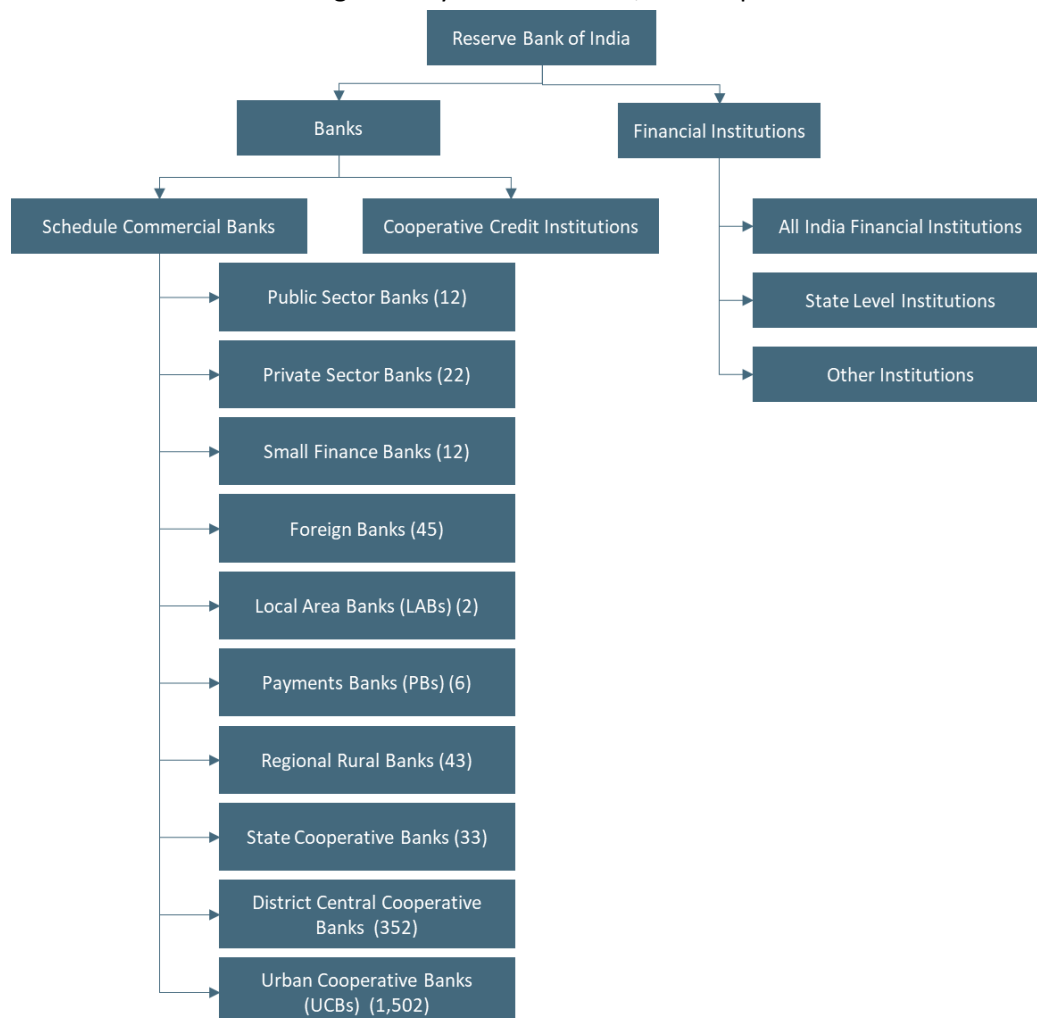 Reserve Bank of India
Banks
Financial Institutions
Schedule Commercial Banks
Cooperative Credit Institutions
All India Financial Institutions
Public Sector Banks (12)
State Level Institutions
Private Sector Banks (22)
Other Institutions
Small Finance Banks (12)
Foreign Banks (45)
Local Area Banks (LABs) (2)
Payments Banks (PBs) (6)
Regional Rural Banks (43)
State Cooperative Banks (33)
District Central Cooperative
Banks (352)
Urban Cooperative Banks
(UCBs) (1,502)